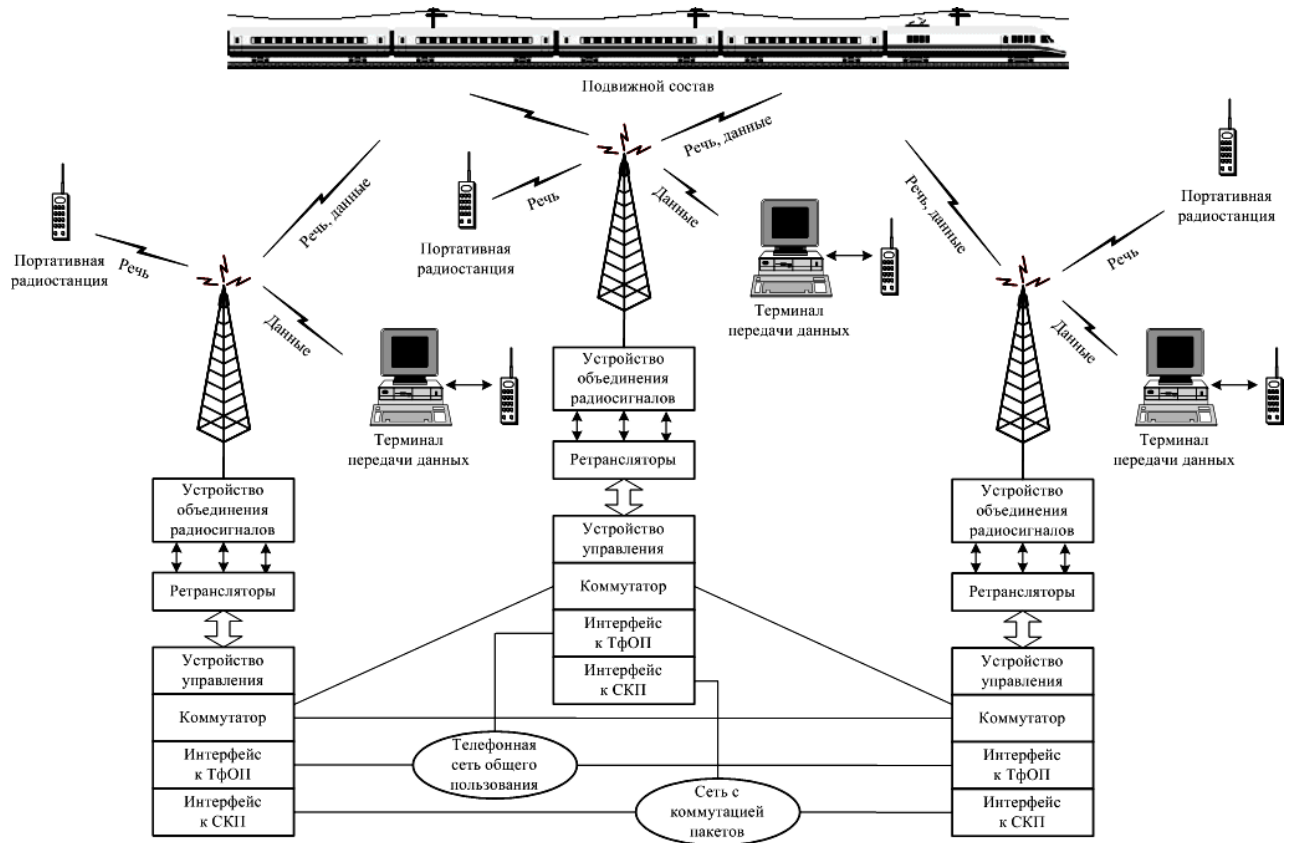 Подвижной состав
Речь, данные
Портативная
радиостанция
Речь
Речь, данные
Данные
Портативная
радиостанция
Речь
Речь, данные
Данные
Терминал
передачи данных
Портативная
радиостанция
Речь
Данные
Терминал
передачи данных
Терминал
передачи данных
Устройство
объединения
радиосигналов
Ретрансляторы
Устройство
управления
Коммутатор
Интерфейс
к ТфОП
Интерфейс
к СКП
Устройство
объединения
радиосигналов
Ретрансляторы
Устройство
управления
Коммутатор
Интерфейс
к ТфОП
Интерфейс
к СКП
Устройство
объединения
радиосигналов
Ретрансляторы
Устройство
управления
Коммутатор
Интерфейс
к ТфОП
Интерфейс
к СКП
Телефонная
сеть общего
пользования
Сеть с
коммутацией
пакетов